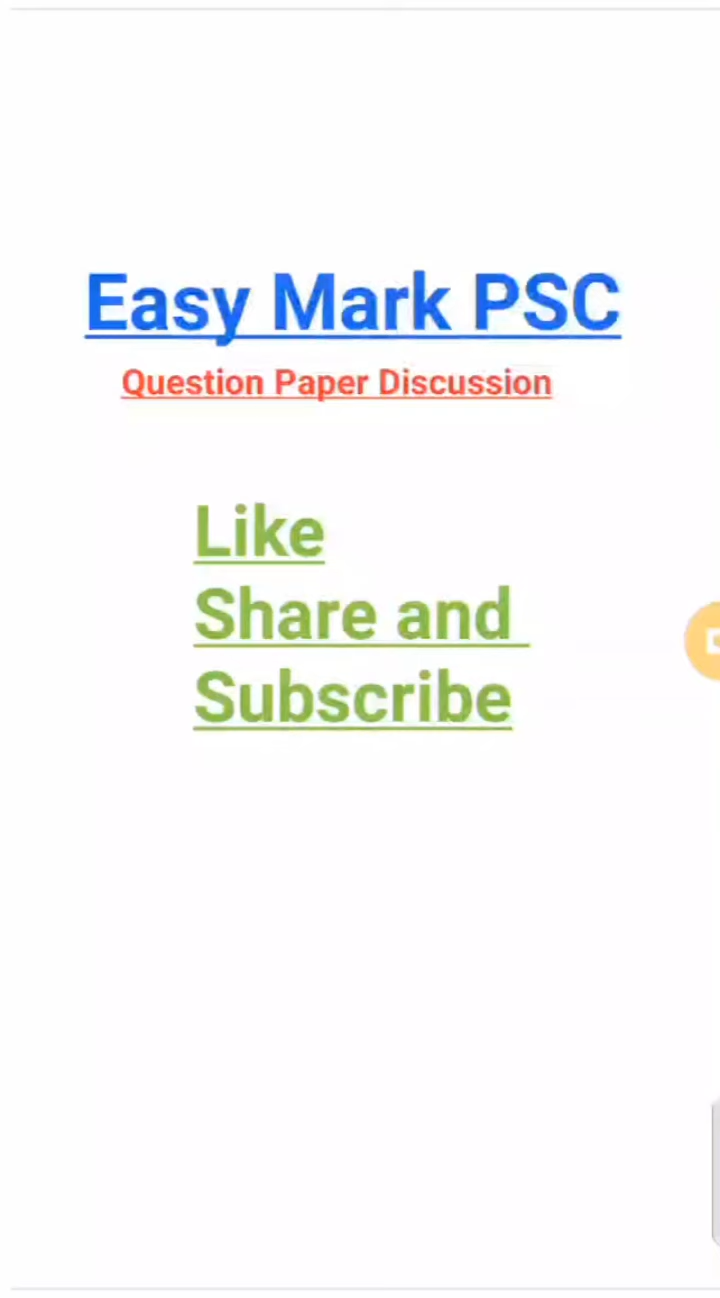 Easy Mark PSC
Question Paper Discussion
Like
Share and
Subscribe